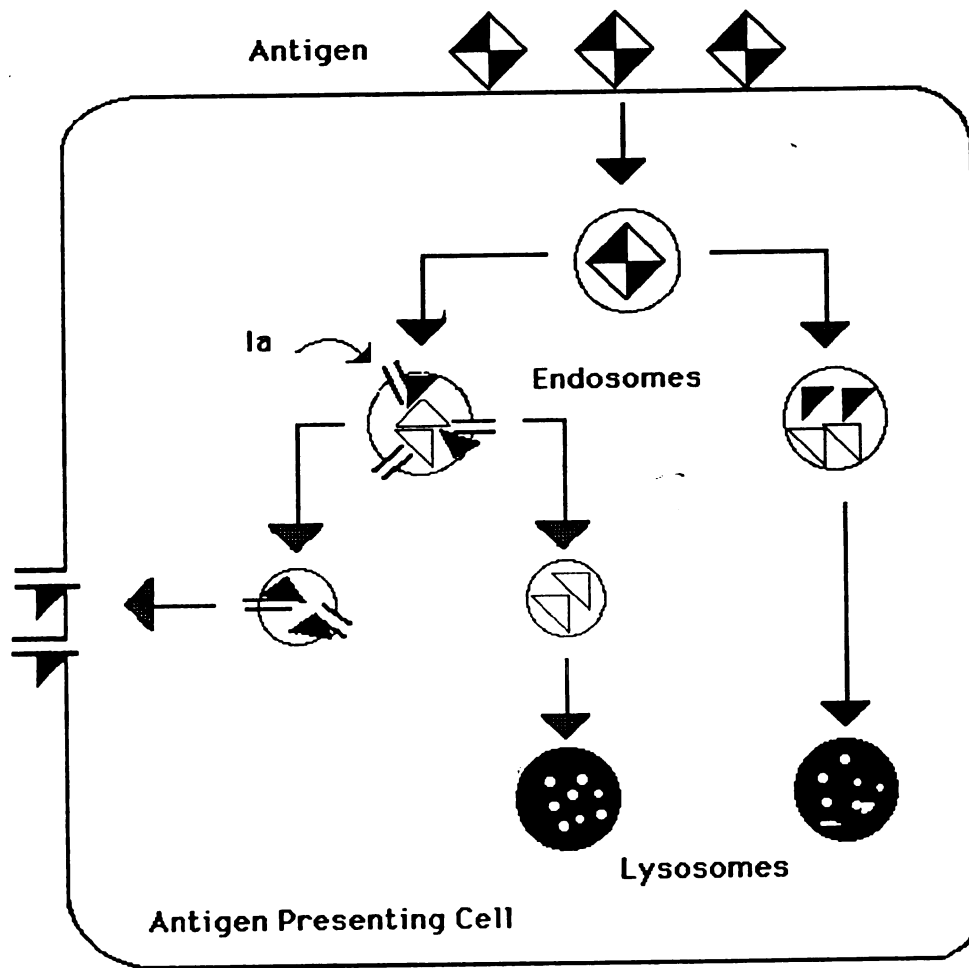 Antigen
Ia
Endosomes
Lysosomes
Antigen Presenting Cell